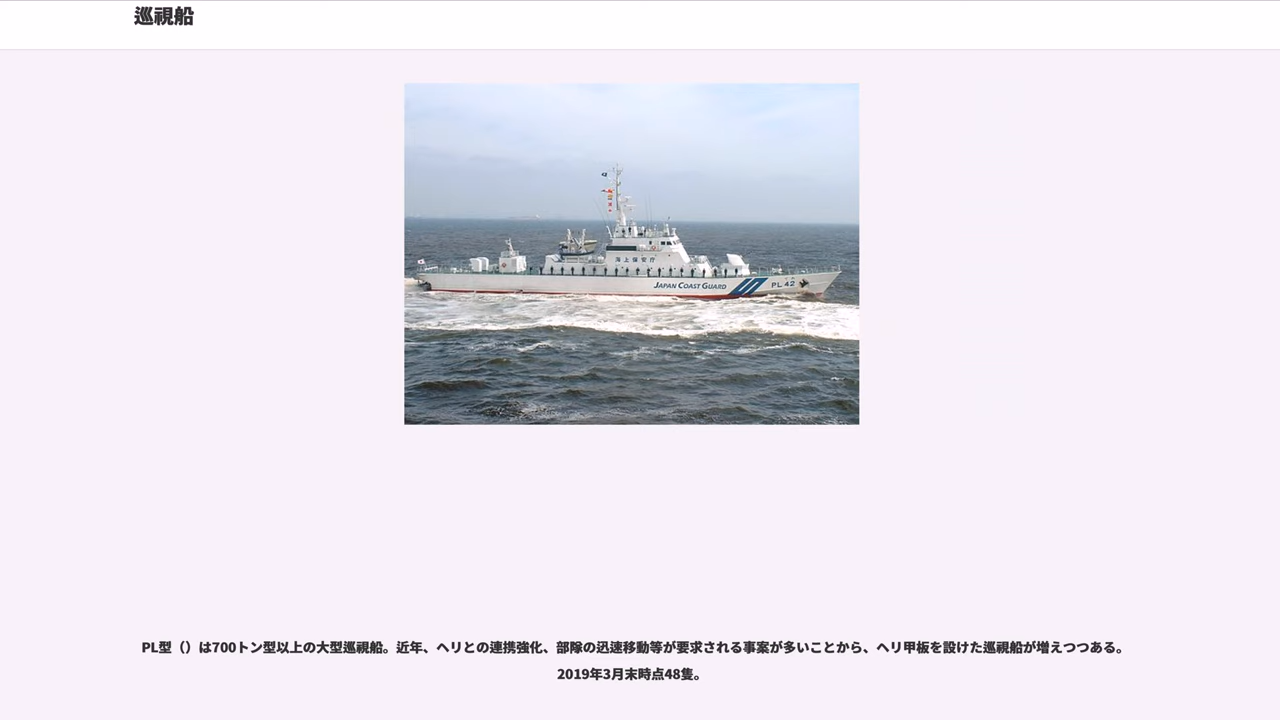 巡視船
海上保安庁
JAPAN COAST GUARD
PL 42
PL型（）は700トン型以上の大型巡視船。近年、ヘリとの連携強化、部隊の迅速移動等が要求される事案が多いことから、ヘリ甲板を設けた巡視船が増えつつある。
2019年3月末時点48隻。